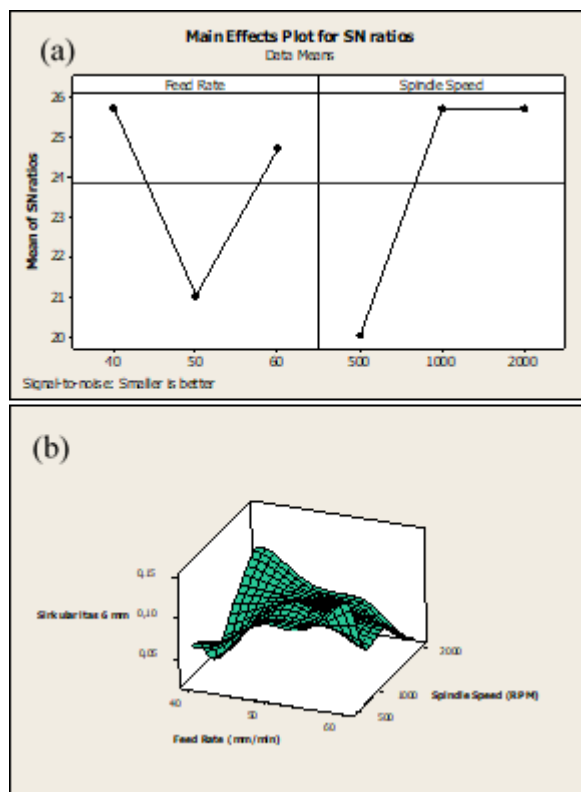 (a)
Main Effects Plot for SN ratios
Data Means
Feed Rate
Spindle Speed
Mean of SN ratios
26
25
24
23
22
21
20
40 50 60 500 1000 2000
Signal-to-noise: Smaller is better
(b)
0,15
0,10
0,05
Sirkularitas 6 mm
40
50
60
Feed Rate (mm/min)
500
1000
2000
Spindle Speed (RPM)